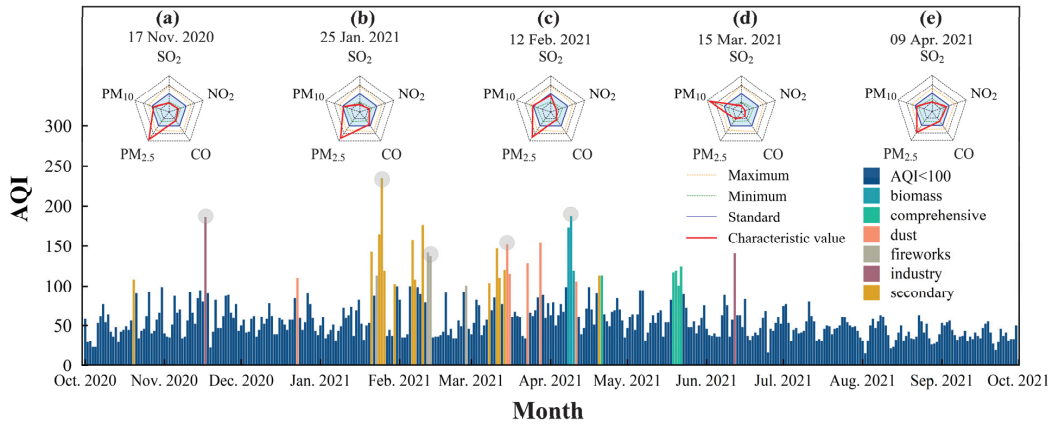 (a) (b) (c) (d) (e)
17 Nov. 2020 25 Jan. 2021 12 Feb. 2021 15 Mar. 2021 09 Apr. 2021
SO2 SO2 SO2 SO2 SO2
PM10 NO2 PM10 NO2 PM10 NO2 PM10 NO2 PM10 NO2
PM2.5 CO PM2.5 CO PM2.5 CO PM2.5 CO PM2.5 CO
Maximum
Minimum
Standard
Characteristic value
AQI<100
biomass
comprehensive
dust
fireworks
industry
secondary
AQI
300
250
200
150
100
50
0
Oct. 2020 Nov. 2020 Dec. 2020 Jan. 2021 Feb. 2021 Mar. 2021 Apr. 2021 May. 2021 Jun. 2021 Jul. 2021 Aug. 2021 Sep. 2021 Oct. 2021
Month